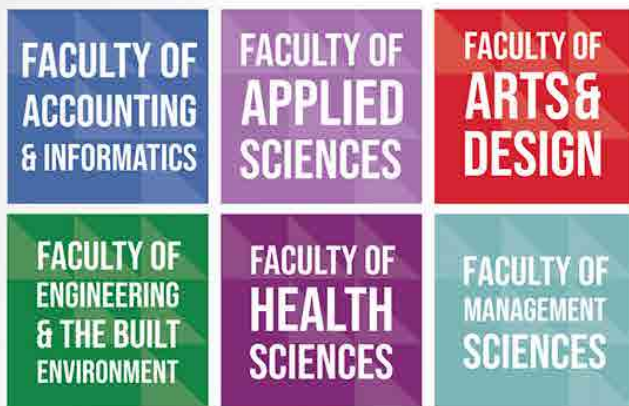 FACULTY OF
ACCOUNTING
& INFORMATICS
FACULTY OF
APPLIED
SCIENCES
FACULTY OF
ARTS &
DESIGN
FACULTY OF
ENGINEERING
& THE BUILT
ENVIRONMENT
FACULTY OF
HEALTH
SCIENCES
FACULTY OF
MANAGEMENT
SCIENCES